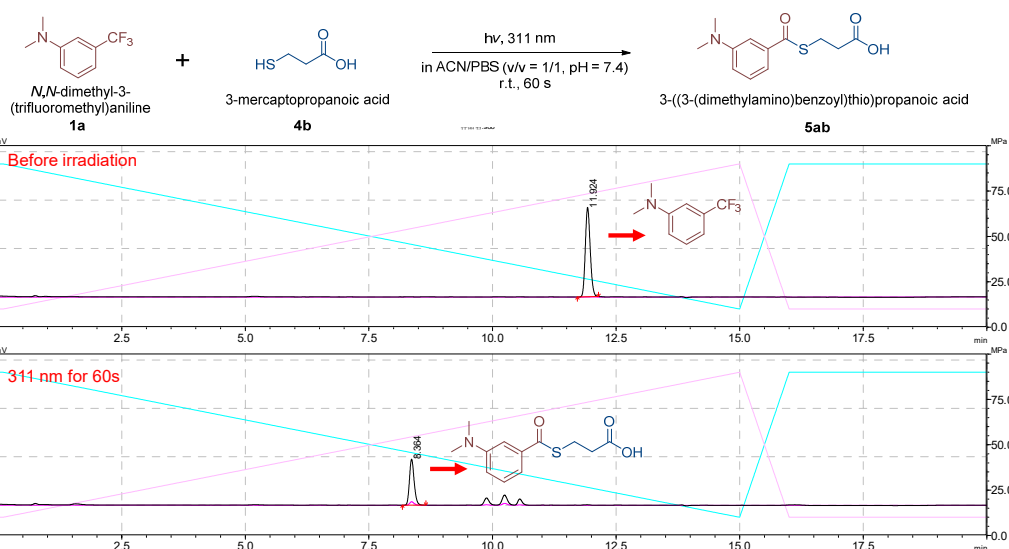 N
CF3
N,N-dimethyl-3-
(trifluoromethyl)aniline
1a
+
HS
O
OH
3-mercaptopropanoic acid
4b
hν, 311 nm
in ACN/PBS (v/v = 1/1, pH = 7.4)
r.t., 60 s
N
O
S
O
OH
3-((3-(dimethylamino)benzoyl)thio)propanoic acid
5ab
MPa
Before irradiation
11.924
N
CF3
75.0
50.0
25.0
0.0
2.5 5.0 7.5 10.0 12.5 15.0 17.5 min
MPa
311 nm for 60s
8.364
N
O
S
O
OH
75.0
50.0
25.0
0.0
2.5 5.0 7.5 10.0 12.5 15.0 17.5 min